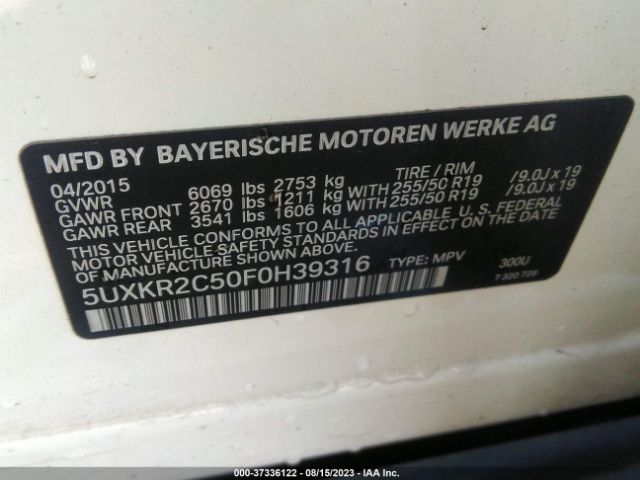 MFD BY BAYERISCHE MOTOREN WERKE AG
04/2015 TIRE / RIM
GVWR 6069 lbs 2753 kg
GAWR FRONT 2670 lbs 1211 kg WITH 255/50 R19 /9.0J x 19
GAWR REAR 3541 lbs 1606 kg WITH 255/50 R19 /9.0J x 19
THIS VEHICLE CONFORMS TO ALL APPLICABLE U. S. FEDERAL
MOTOR VEHICLE SAFETY STANDARDS IN EFFECT ON THE DATE
OF MANUFACTURE SHOWN ABOVE.
5UXKR2C50F0H39316 TYPE: MPV 300U
7 320 728
000-37336122 - 08/15/2023 - IAA Inc.